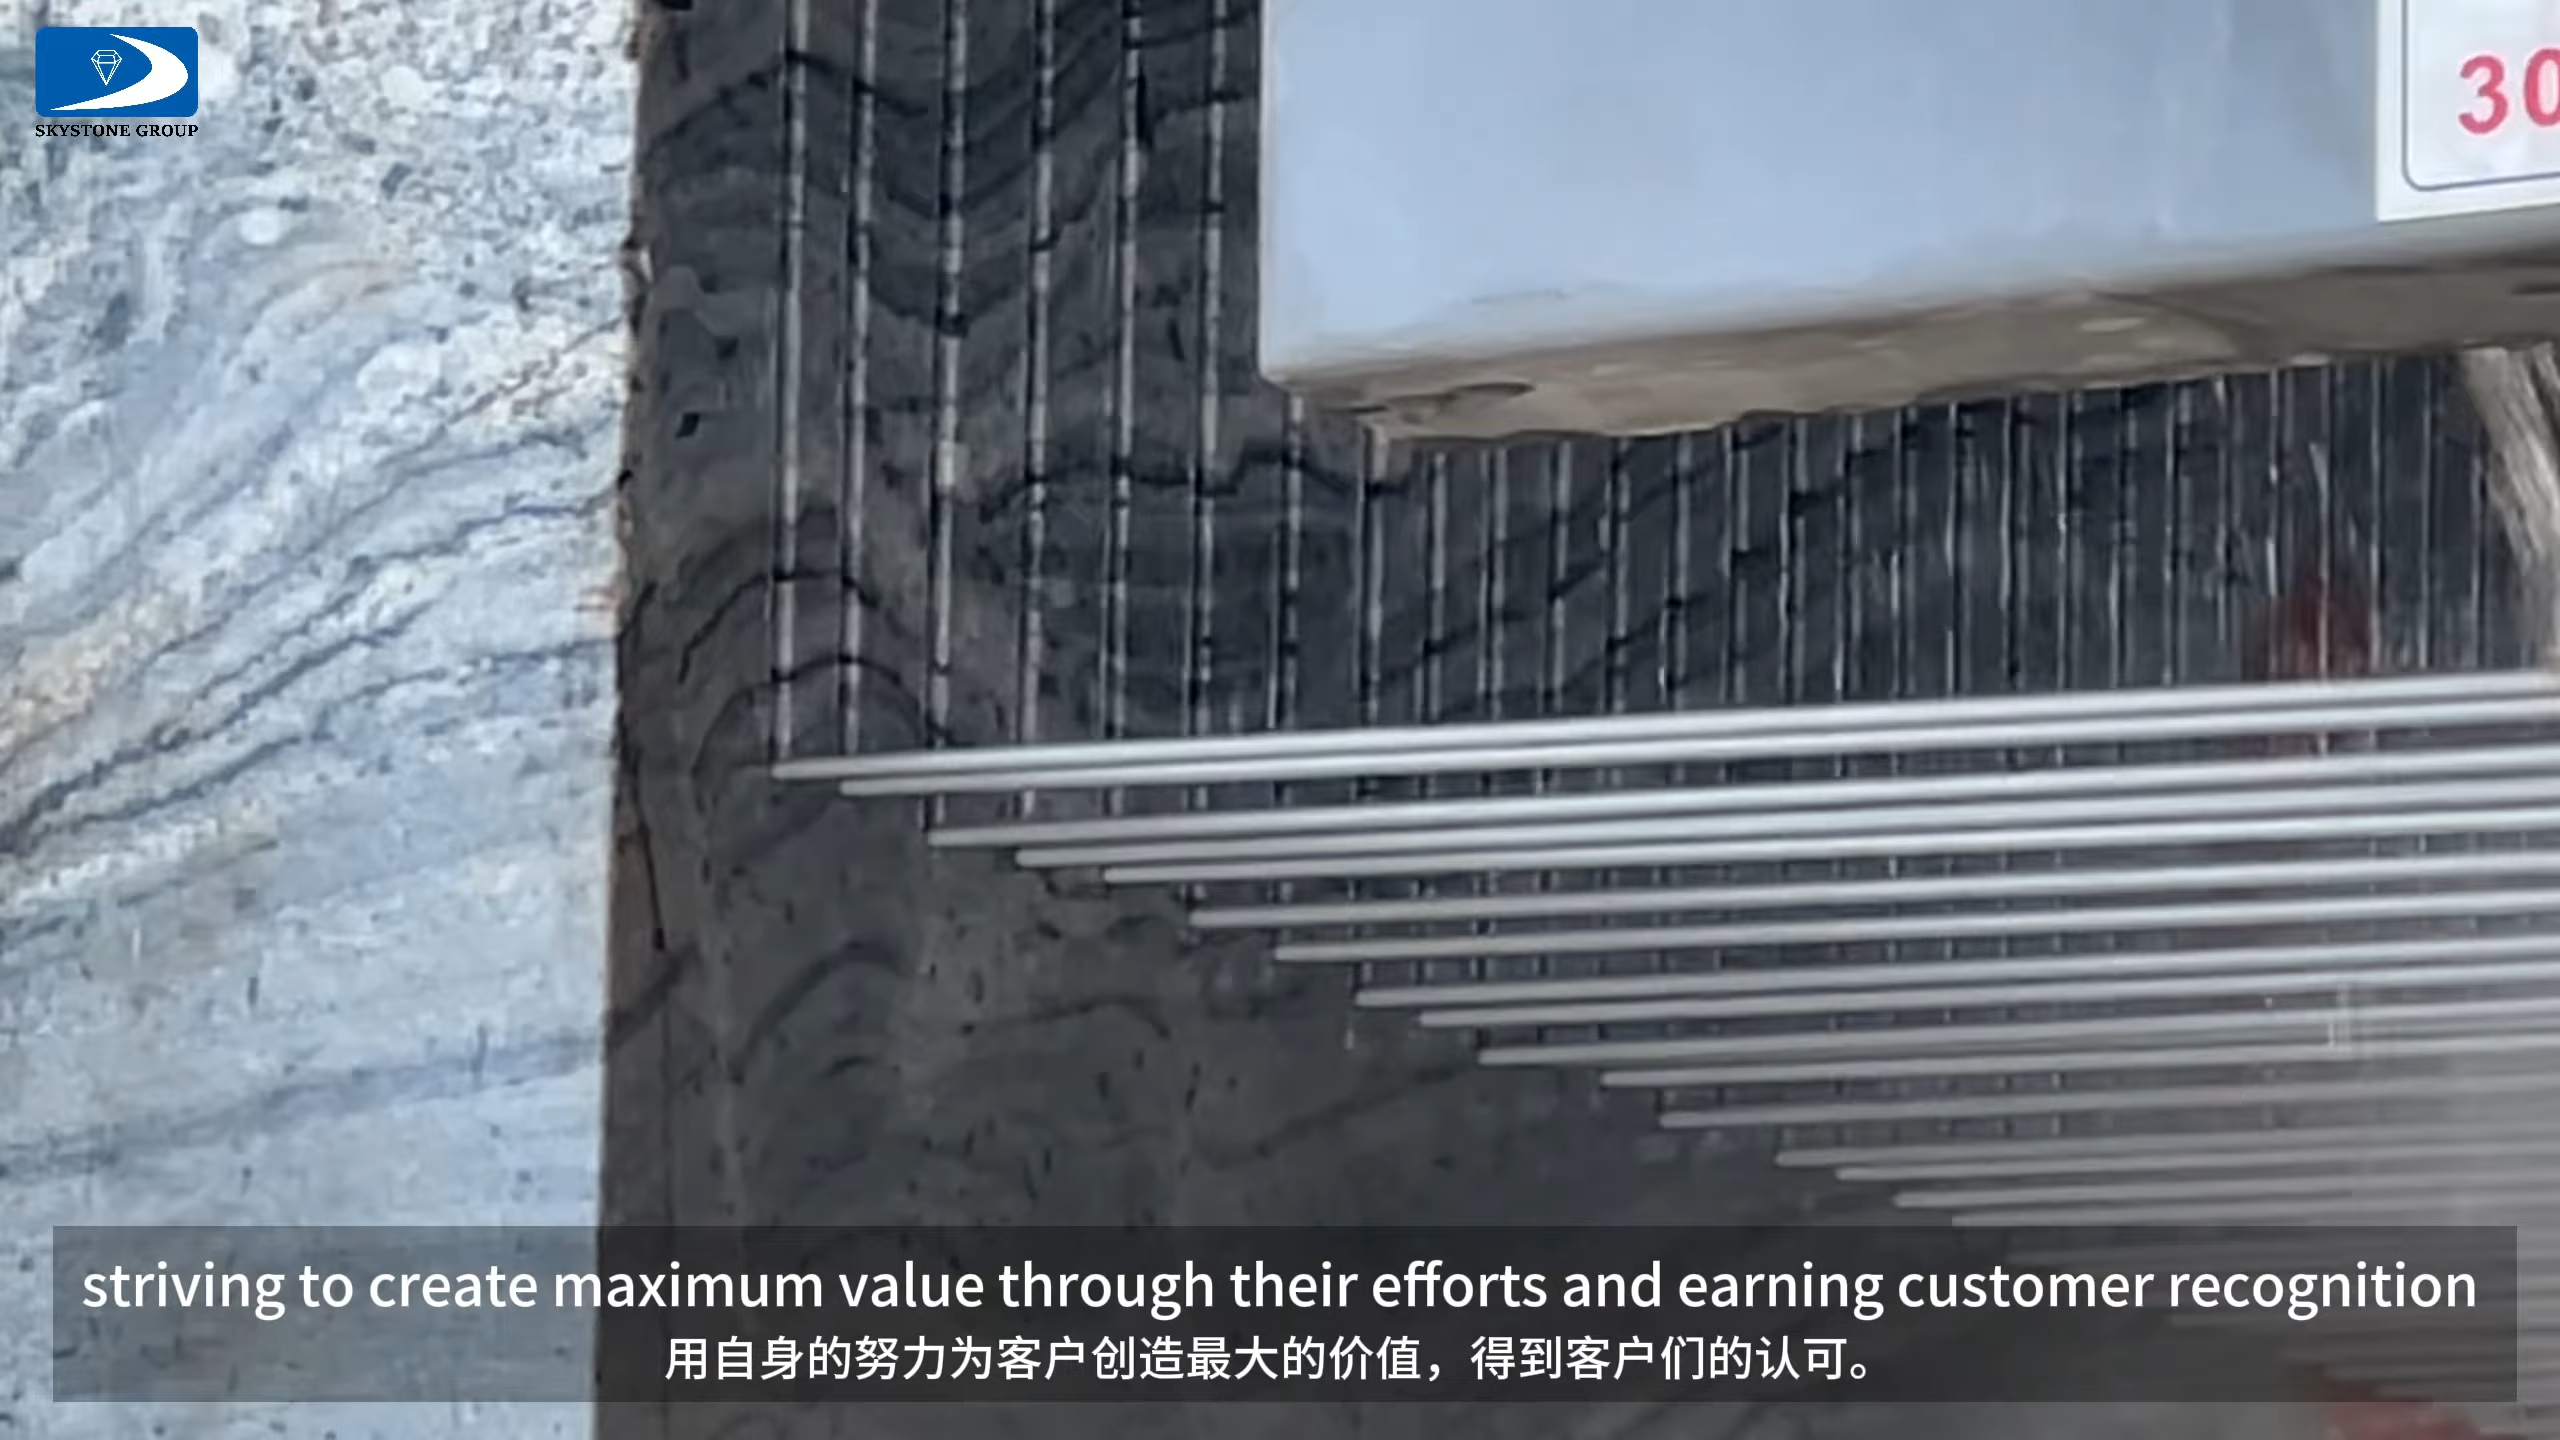 SKYSTONE GROUP
30
striving to create maximum value through their efforts and earning customer recognition
用自身的努力为客户创造最大的价值，得到客户们的认可。